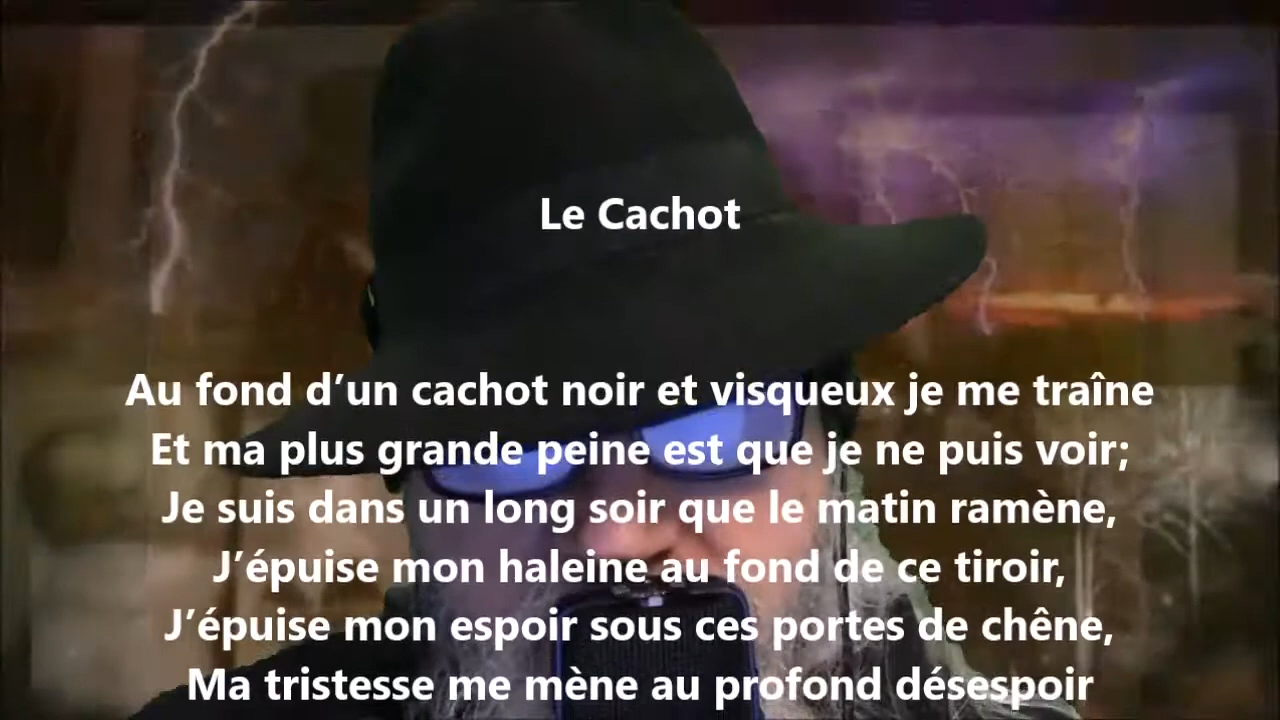 Le Cachot
Au fond d’un cachot noir et visqueux je me traîne
Et ma plus grande peine est que je ne puis voir;
Je suis dans un long soir que le matin ramène,
J’épuise mon haleine au fond de ce tiroir,
J’épuise mon espoir sous ces portes de chêne,
Ma tristesse me mène au profond désespoir